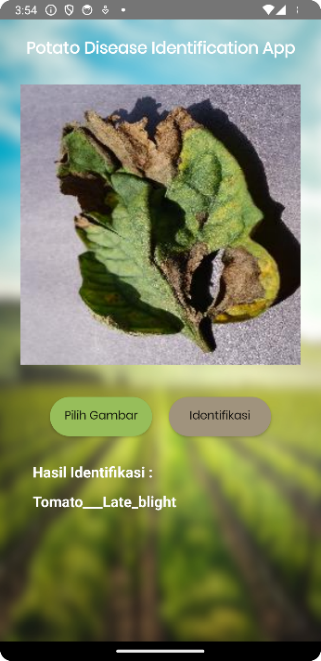 3:54
Potato Disease Identification App
Pilih Gambar
Identifikasi
Hasil Identifikasi :
Tomato___Late_blight